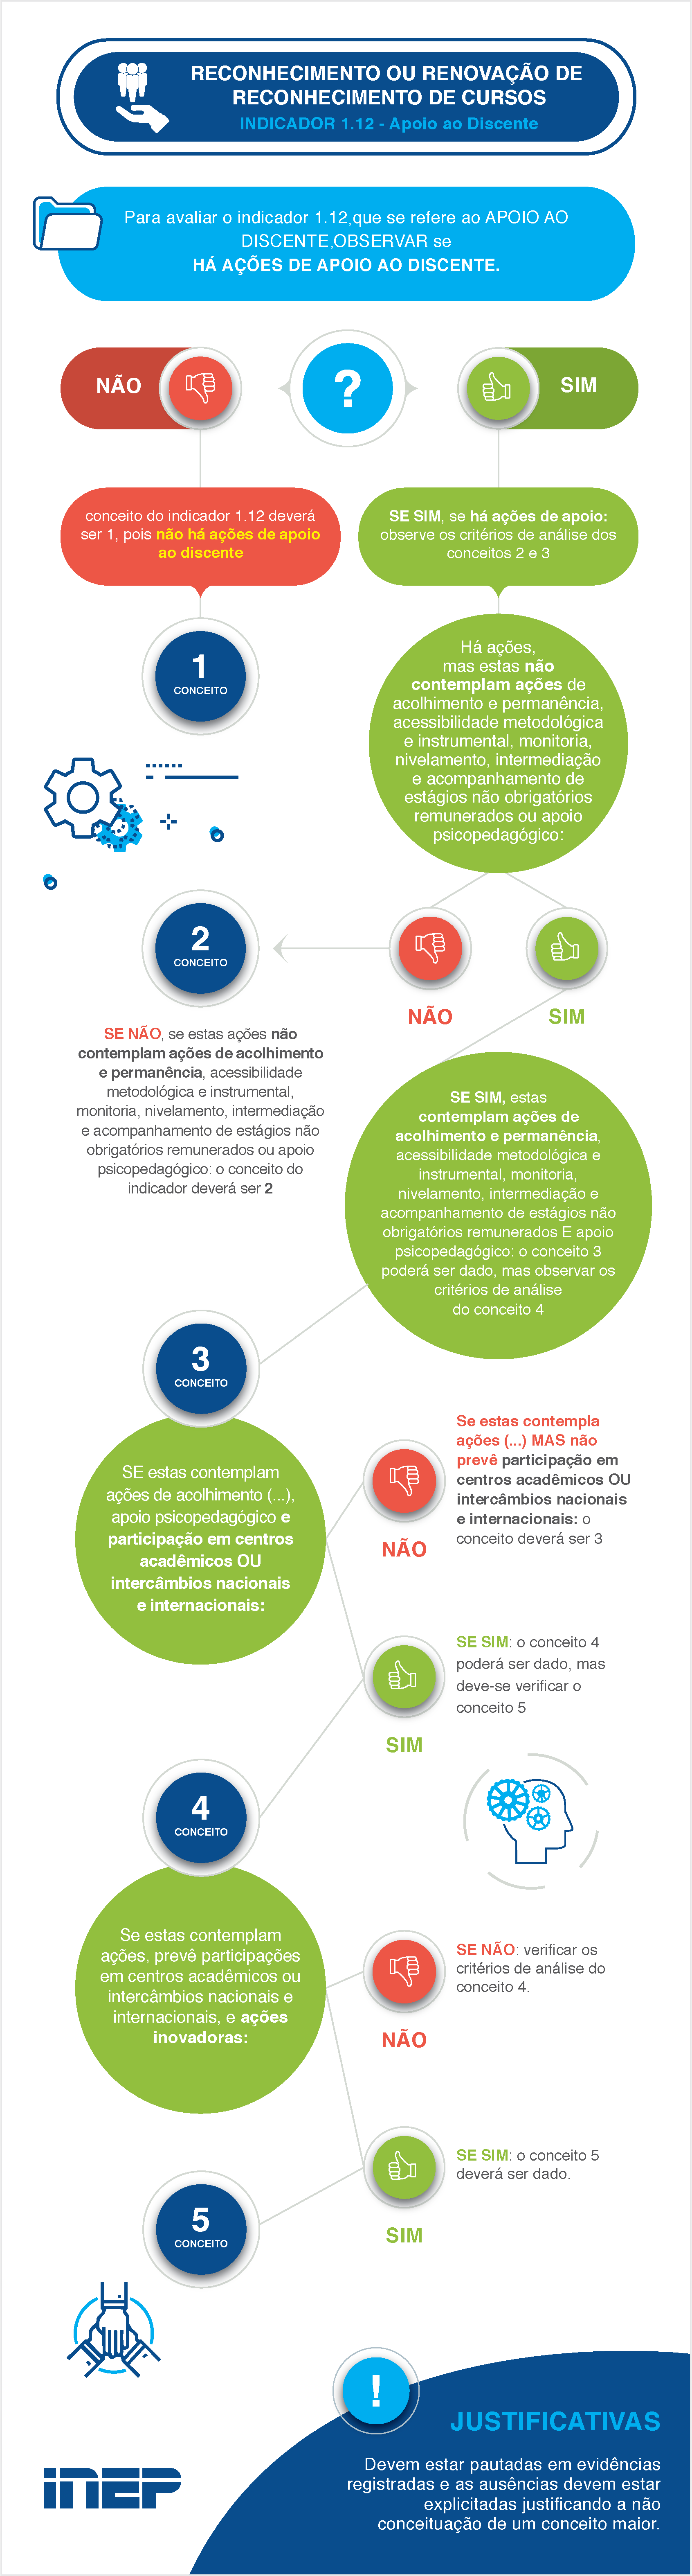 RECONHECIMENTO OU RENOVAÇÃO DE
RECONHECIMENTO DE CURSOS
INDICADOR 1.12 - Apoio ao Discente
Para avaliar o indicador 1.12,que se refere ao APOIO AO
DISCENTE,OBSERVAR se
HÁ AÇÕES DE APOIO AO DISCENTE.
NÃO
?
SIM
conceito do indicador 1.12 deverá
ser 1, pois não há ações de apoio
ao discente
SE SIM, se há ações de apoio:
observe os critérios de análise dos
conceitos 2 e 3
1
CONCEITO
Há ações,
mas estas não
contemplam ações de
acolhimento e permanência,
acessibilidade metodológica
e instrumental, monitoria,
nivelamento, intermediação
e acompanhamento de
estágios não obrigatórios
remunerados ou apoio
psicopedagógico:
2
CONCEITO
NÃO
SIM
SE NÃO, se estas ações não
contemplam ações de acolhimento
e permanência, acessibilidade
metodológica e instrumental,
monitoria, nivelamento, intermediação
e acompanhamento de estágios não
obrigatórios remunerados ou apoio
psicopedagógico: o conceito do
indicador deverá ser 2
SE SIM, estas
contemplam ações de
acolhimento e permanência,
acessibilidade metodológica e
instrumental, monitoria,
nivelamento, intermediação e
acompanhamento de estágios não
obrigatórios remunerados E apoio
psicopedagógico: o conceito 3
poderá ser dado, mas observar os
critérios de análise
do conceito 4
3
CONCEITO
SE estas contemplam
ações de acolhimento (...),
apoio psicopedagógico e
participação em centros
acadêmicos OU
intercâmbios nacionais
e internacionais:
Se estas contempla
ações (...) MAS não
prevê participação em
centros acadêmicos OU
intercâmbios nacionais
e internacionais: o
conceito deverá ser 3
NÃO
SE SIM: o conceito 4
poderá ser dado, mas
deve-se verificar o
conceito 5
SIM
4
CONCEITO
Se estas contemplam
ações, prevê participações
em centros acadêmicos ou
intercâmbios nacionais e
internacionais, e ações
inovadoras:
SE NÃO: verificar os
critérios de análise do
conceito 4.
NÃO
SE SIM: o conceito 5
deverá ser dado.
SIM
5
CONCEITO
!
JUSTIFICATIVAS
Devem estar pautadas em evidências
registradas e as ausências devem estar
explicitadas justificando a não
conceituação de um conceito maior.
INEP